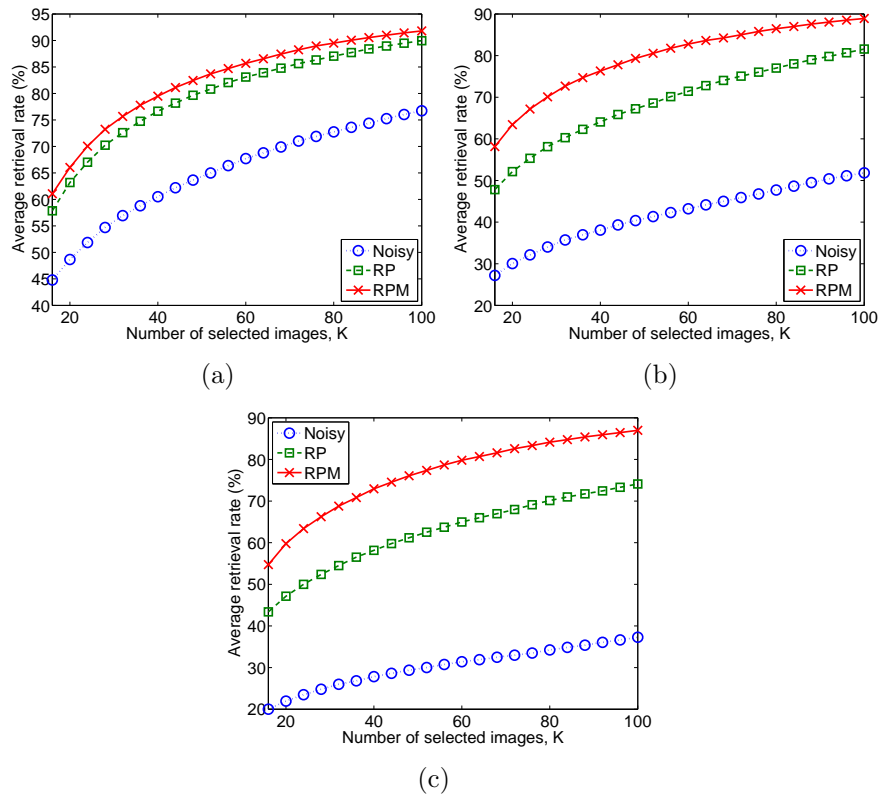 95
90
85
80
75
70
65
60
55
50
45
40
Average retrieval rate (%)
Noisy
RP
RPM
20 40 60 80 100
Number of selected images, K
(a)
90
80
70
60
50
40
30
20
Average retrieval rate (%)
Noisy
RP
RPM
20 40 60 80 100
Number of selected images, K
(b)
90
80
70
60
50
40
30
20
Average retrieval rate (%)
Noisy
RP
RPM
20 40 60 80 100
Number of selected images, K
(c)